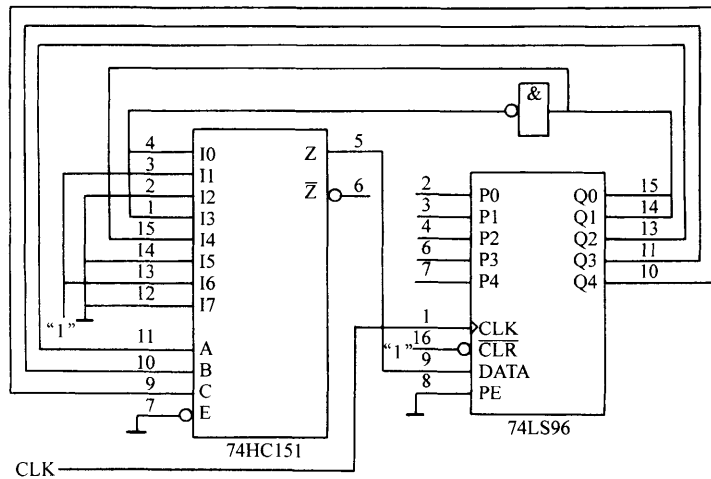 &
4 I0 Z 5
3 I1
2 I2 Z 6
1 I3
15 I4
14 I5
13 I6
12 I7
"1"
11 A
10 B
9 C
7 E
74HC151
2 P0 Q0 15
3 P1 Q1 14
4 P2 Q2 13
6 P3 Q3 11
7 P4 Q4 10
1 CLK
"1" 16 CLR
9 DATA
8 PE
74LS96
CLK